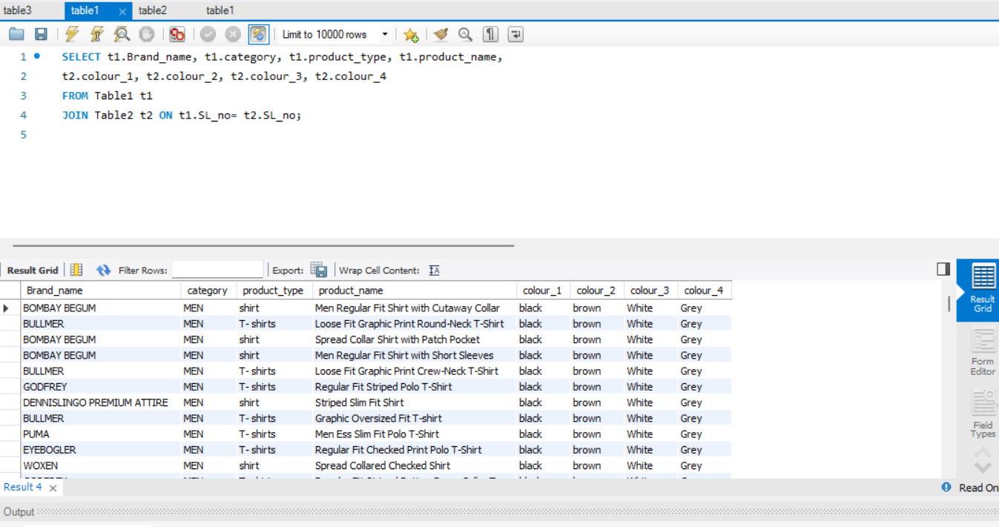 table3 table1 table2 table1
Limit to 10000 rows
1 SELECT t1.Brand_name, t1.category, t1.product_type, t1.product_name,
2 t2.colour_1, t2.colour_2, t2.colour_3, t2.colour_4
3 FROM Table1 t1
4 JOIN Table2 t2 ON t1.SL_no= t2.SL_no;
5
Result Grid Filter Rows: Export: Wrap Cell Content:
Brand_name category product_type product_name colour_1 colour_2 colour_3 colour_4
BOMBAY BEGUM MEN shirt Men Regular Fit Shirt with Cutaway Collar black brown White Grey
BULLMER MEN T- shirts Loose Fit Graphic Print Round-Neck T-Shirt black brown White Grey
BOMBAY BEGUM MEN shirt Spread Collar Shirt with Patch Pocket black brown White Grey
BOMBAY BEGUM MEN shirt Men Regular Fit Shirt with Short Sleeves black brown White Grey
BULLMER MEN T- shirts Loose Fit Graphic Print Crew-Neck T-Shirt black brown White Grey
GODFREY MEN T- shirts Regular Fit Striped Polo T-Shirt black brown White Grey
DENNISLINGO PREMIUM ATTIRE MEN shirt Striped Slim Fit Shirt black brown White Grey
BULLMER MEN T- shirts Graphic Oversized Fit T-shirt black brown White Grey
PUMA MEN T- shirts Men Ess Slim Fit Polo T-Shirt black brown White Grey
EYEBOGLER MEN T- shirts Regular Fit Checked Print Polo T-Shirt black brown White Grey
WOXEN MEN shirt Spread Collared Checked Shirt black brown White Grey
Result
Grid
Form
Editor
Field
Types
Result 4 Read On
Output